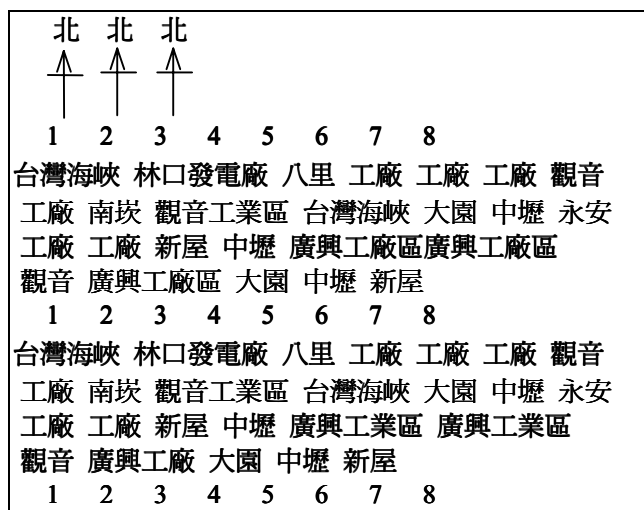 北 北 北
1 2 3 4 5 6 7 8
台灣海峽 林口發電廠 八里 工廠 工廠 工廠 觀音
工廠 南崁 觀音工業區 台灣海峽 大園 中壢 永安
工廠 工廠 新屋 中壢 廣興工廠區廣興工廠區
觀音 廣興工廠區 大園 中壢 新屋
1 2 3 4 5 6 7 8
台灣海峽 林口發電廠 八里 工廠 工廠 工廠 觀音
工廠 南崁 觀音工業區 台灣海峽 大園 中壢 永安
工廠 工廠 新屋 中壢 廣興工業區 廣興工業區
觀音 廣興工廠 大園 中壢 新屋
1 2 3 4 5 6 7 8